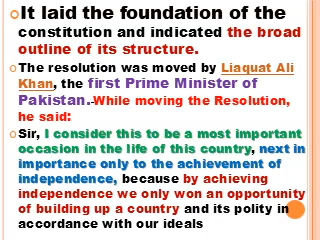 It laid the foundation of the
constitution and indicated the broad
outline of its structure.
The resolution was moved by Liaquat Ali
Khan, the first Prime Minister of
Pakistan. While moving the Resolution,
he said:
Sir, I consider this to be a most important
occasion in the life of this country, next in
importance only to the achievement of
independence, because by achieving
independence we only won an opportunity
of building up a country and its polity in
accordance with our ideals